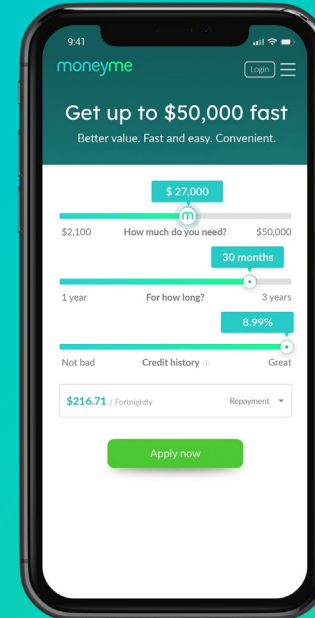 9:41
moneyme
Login
Get up to $50,000 fast
Better value. Fast and easy. Convenient.
$ 27,000
m
$2,100 How much do you need? $50,000
30 months
1 year For how long? 3 years
8.99%
Not bad Credit history Great
$216.71 / Fortnightly Repayment
Apply now